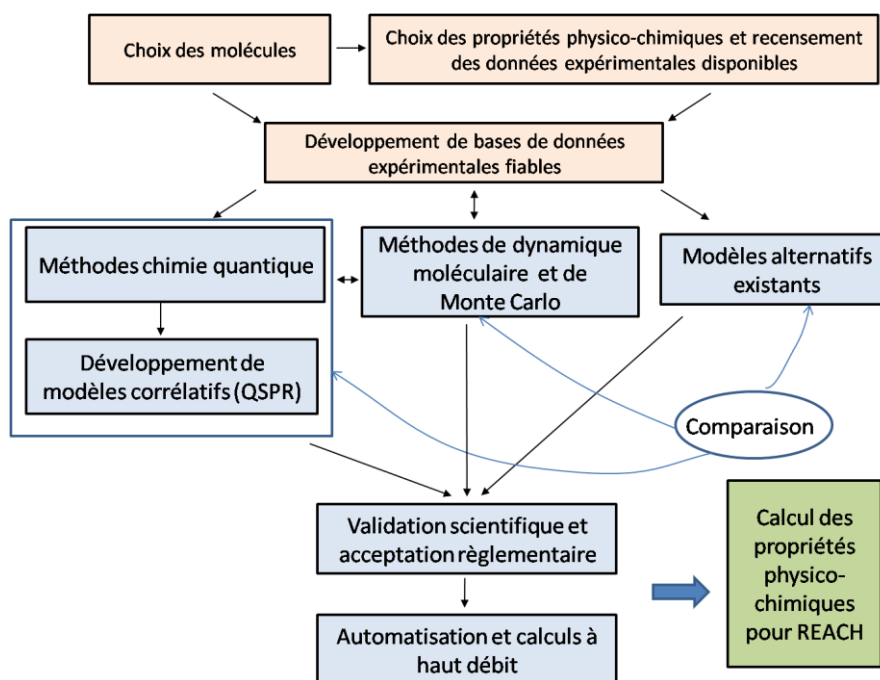 Choix des molécules
Choix des propriétés physico-chimiques et recensement
des données expérimentales disponibles
Développement de bases de données
expérimentales fiables
Méthodes chimie quantique
Méthodes de dynamique
moléculaire et de
Monte Carlo
Modèles alternatifs
existants
Développement de
modèles corrélatifs (QSPR)
Comparaison
Validation scientifique et
acceptation règlementaire
Calcul des
propriétés
physico-
chimiques
pour REACH
Automatisation et calculs à
haut débit